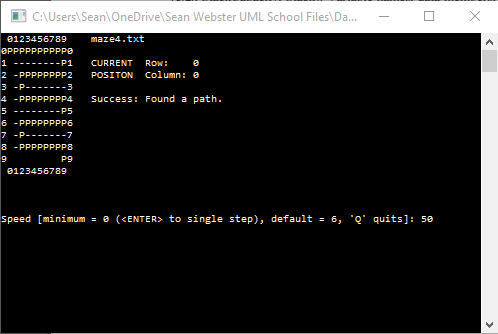 C:\Users\Sean\OneDrive\Sean Webster UML School Files\Da...
 0123456789    maze4.txt
0PPPPPPPPPP0
1 --------P1   CURRENT  Row:    0
2 -PPPPPPPP2   POSITON  Column: 0
3 -P-------3
4 -PPPPPPPP4   Success: Found a path.
5 --------P5
6 -PPPPPPPP6
7 -P-------7
8 -PPPPPPPP8
9         P9
 0123456789
Speed [minimum = 0 (<ENTER> to single step), default = 6, 'Q' quits]: 50